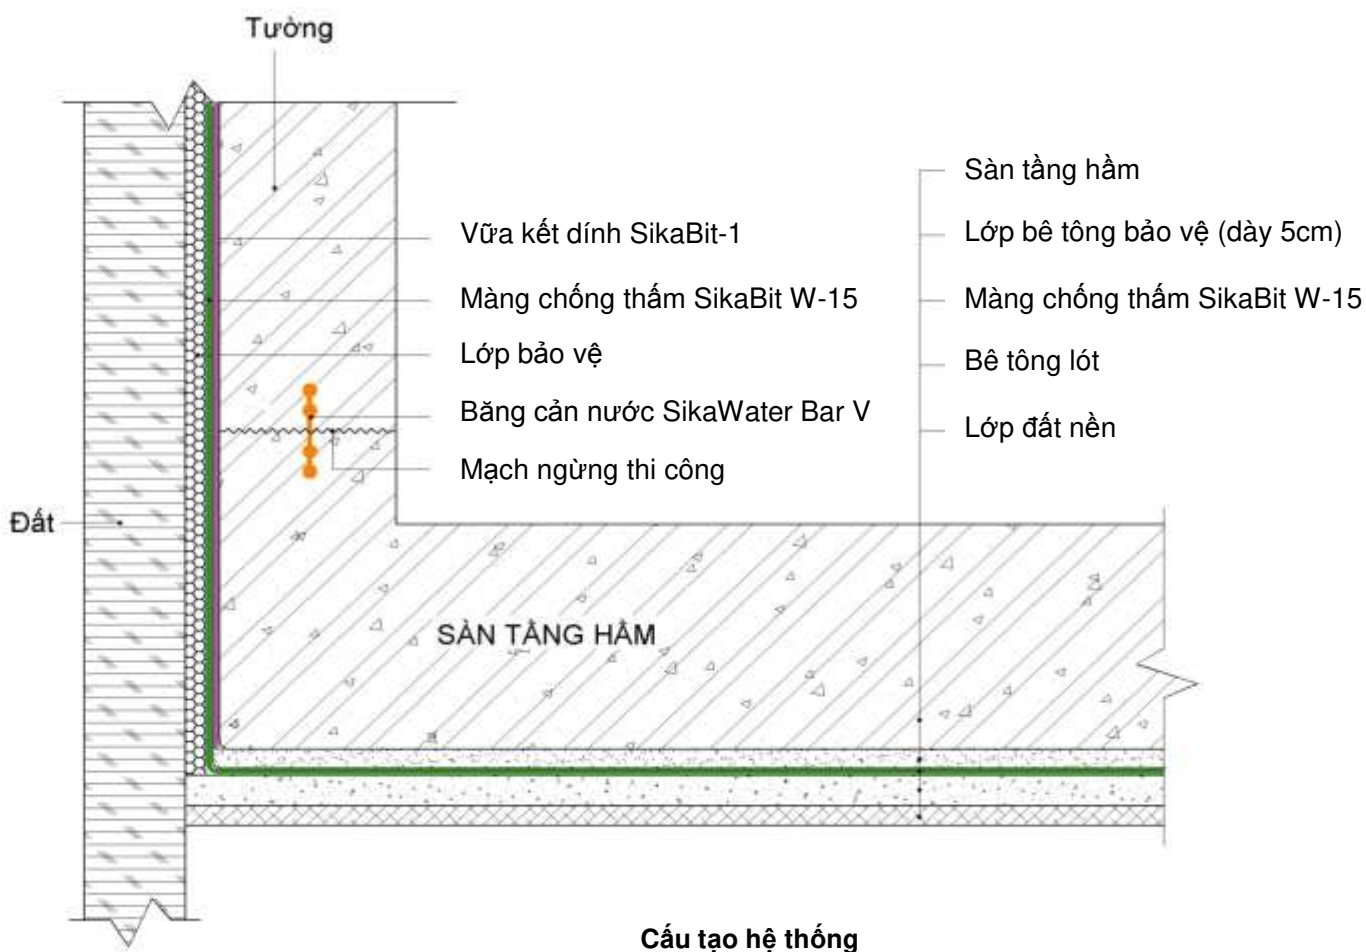 Tường
Sàn tầng hầm
Vữa kết dính SikaBit-1
Lớp bê tông bảo vệ (dày 5cm)
Màng chống thấm SikaBit W-15
Màng chống thấm SikaBit W-15
Lớp bảo vệ
Bê tông lót
Băng cản nước SikaWater Bar V
Lớp đất nền
Mạch ngừng thi công
Đất
SÀN TẦNG HẦM
Cấu tạo hệ thống